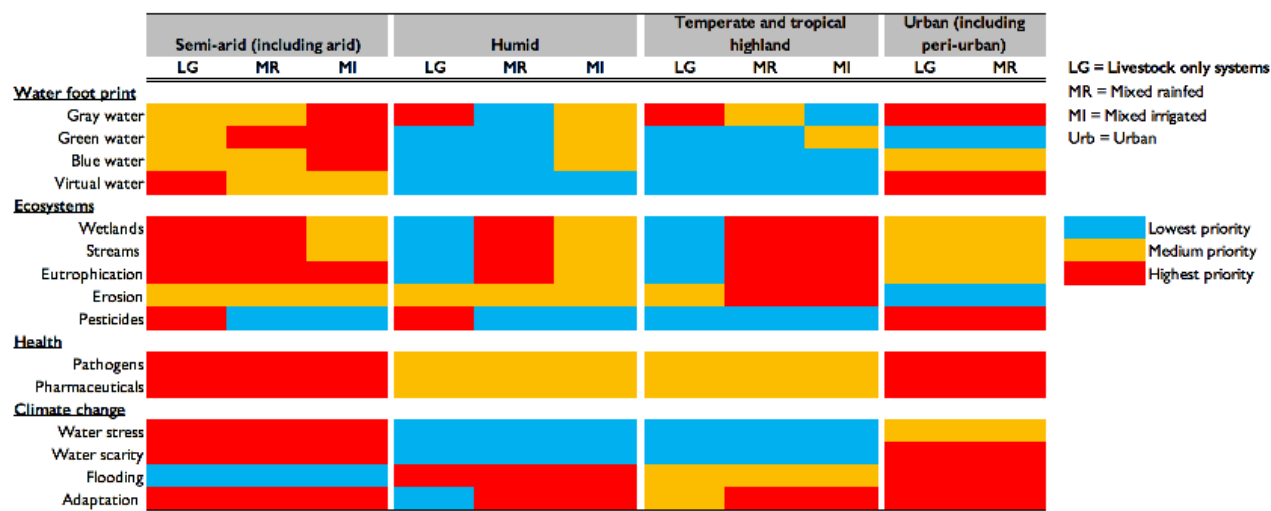 Semi-arid (including arid)
Humid
Temperate and tropical
highland
Urban (including
peri-urban)
LG MR MI LG MR MI LG MR MI LG MR
LG = Livestock only systems
MR = Mixed rainfed
MI = Mixed irrigated
Urb = Urban
Water foot print
Gray water
Green water
Blue water
Virtual water
Ecosystems
Wetlands
Streams
Eutrophication
Erosion
Pesticides
Lowest priority
Medium priority
Highest priority
Health
Pathogens
Pharmaceuticals
Climate change
Water stress
Water scarity
Flooding
Adaptation